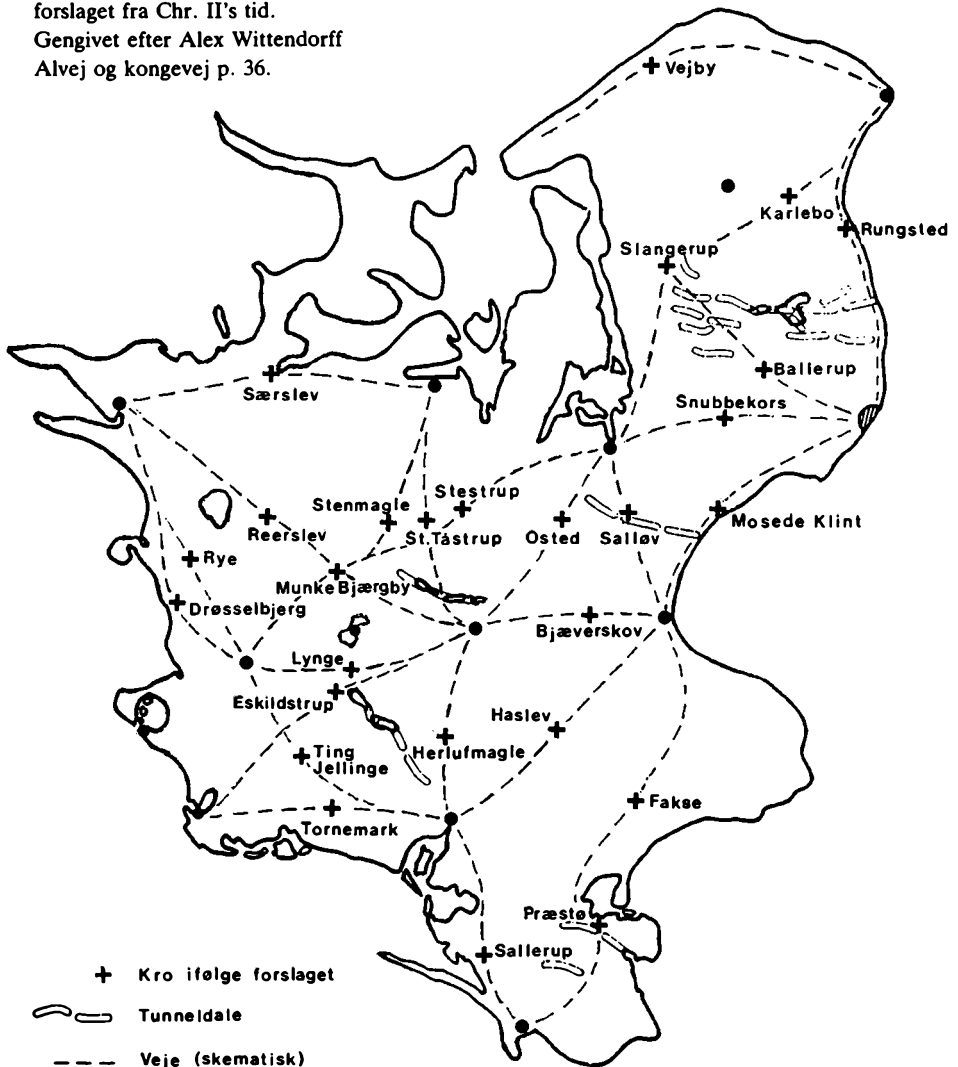 forslaget fra Chr. II's tid.
Gengivet efter Alex Wittendorff
Alvej og kongevej p. 36.
Vejby
Karlebo
Rungsted
Slangerup
Ballerup
Særslev
Snubbekors
Stestrup
Stenmagle
Reerslev
St. Tåstrup
Osted
Salløv
Mosede Klint
Rye
Munke Bjærgby
Drøsselbjerg
Bjæverskov
Lynge
Eskildstrup
Haslev
Ting
Jellinge
Herlufmagle
Fakse
Tornemark
Præstø
Sallerup
Kro ifølge forslaget
Tunneldale
Veje (skematisk)